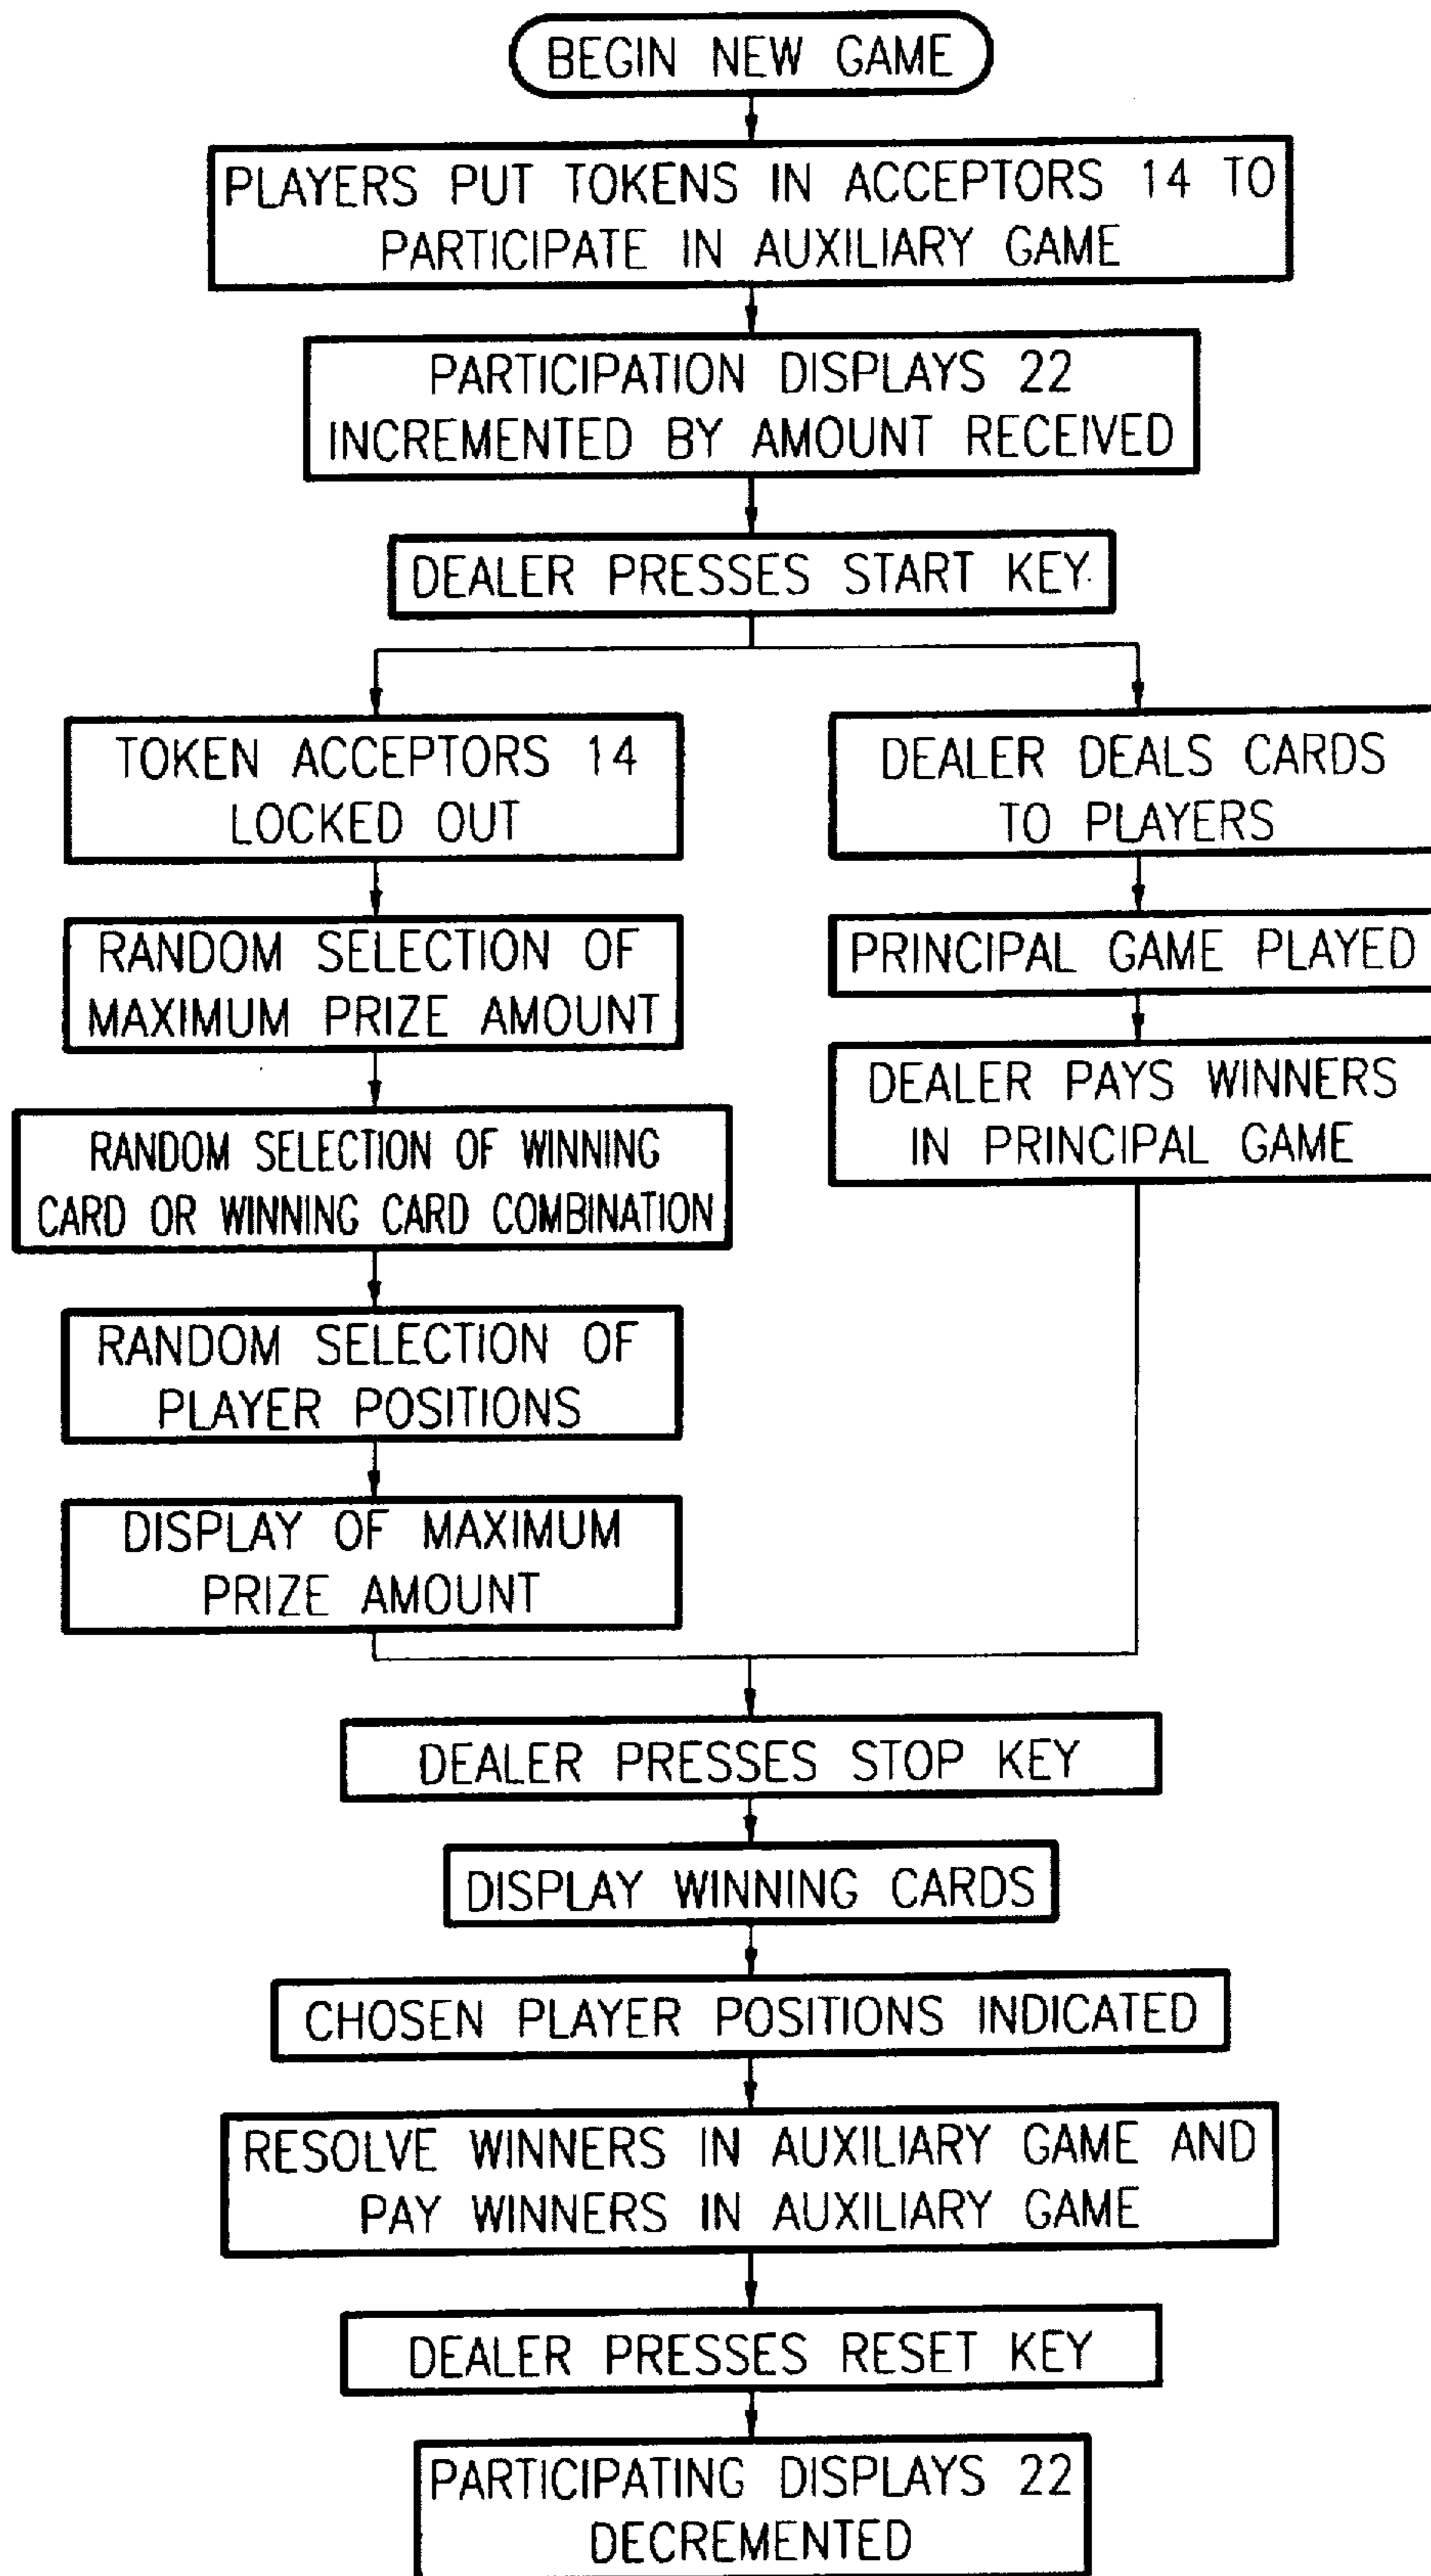 BEGIN NEW GAME
PLAYERS PUT TOKENS IN ACCEPTORS 14 TO
PARTICIPATE IN AUXILIARY GAME
PARTICIPATION DISPLAYS 22
INCREMENTED BY AMOUNT RECEIVED
DEALER PRESSES START KEY
TOKEN ACCEPTORS 14
LOCKED OUT
RANDOM SELECTION OF
MAXIMUM PRIZE AMOUNT
RANDOM SELECTION OF WINNING
CARD OR WINNING CARD COMBINATION
RANDOM SELECTION OF
PLAYER POSITIONS
DISPLAY OF MAXIMUM
PRIZE AMOUNT
DEALER DEALS CARDS
TO PLAYERS
PRINCIPAL GAME PLAYED
DEALER PAYS WINNERS
IN PRINCIPAL GAME
DEALER PRESSES STOP KEY
DISPLAY WINNING CARDS
CHOSEN PLAYER POSITIONS INDICATED
RESOLVE WINNERS IN AUXILIARY GAME AND
PAY WINNERS IN AUXILIARY GAME
DEALER PRESSES RESET KEY
PARTICIPATING DISPLAYS 22
DECREMENTED